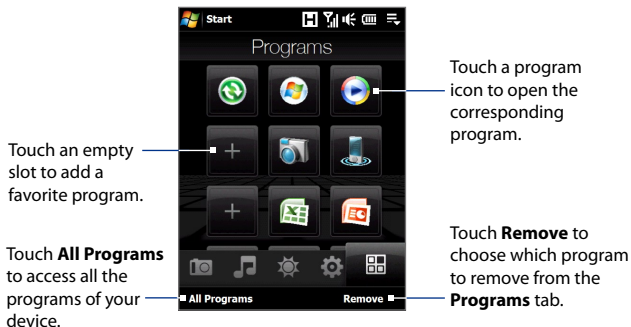 Start
H
Programs
Touch a program
icon to open the
corresponding
program.
Touch an empty
slot to add a
favorite program.
Touch All Programs
to access all the
programs of your
device.
Touch Remove to
choose which program
to remove from the
Programs tab.
All Programs
Remove